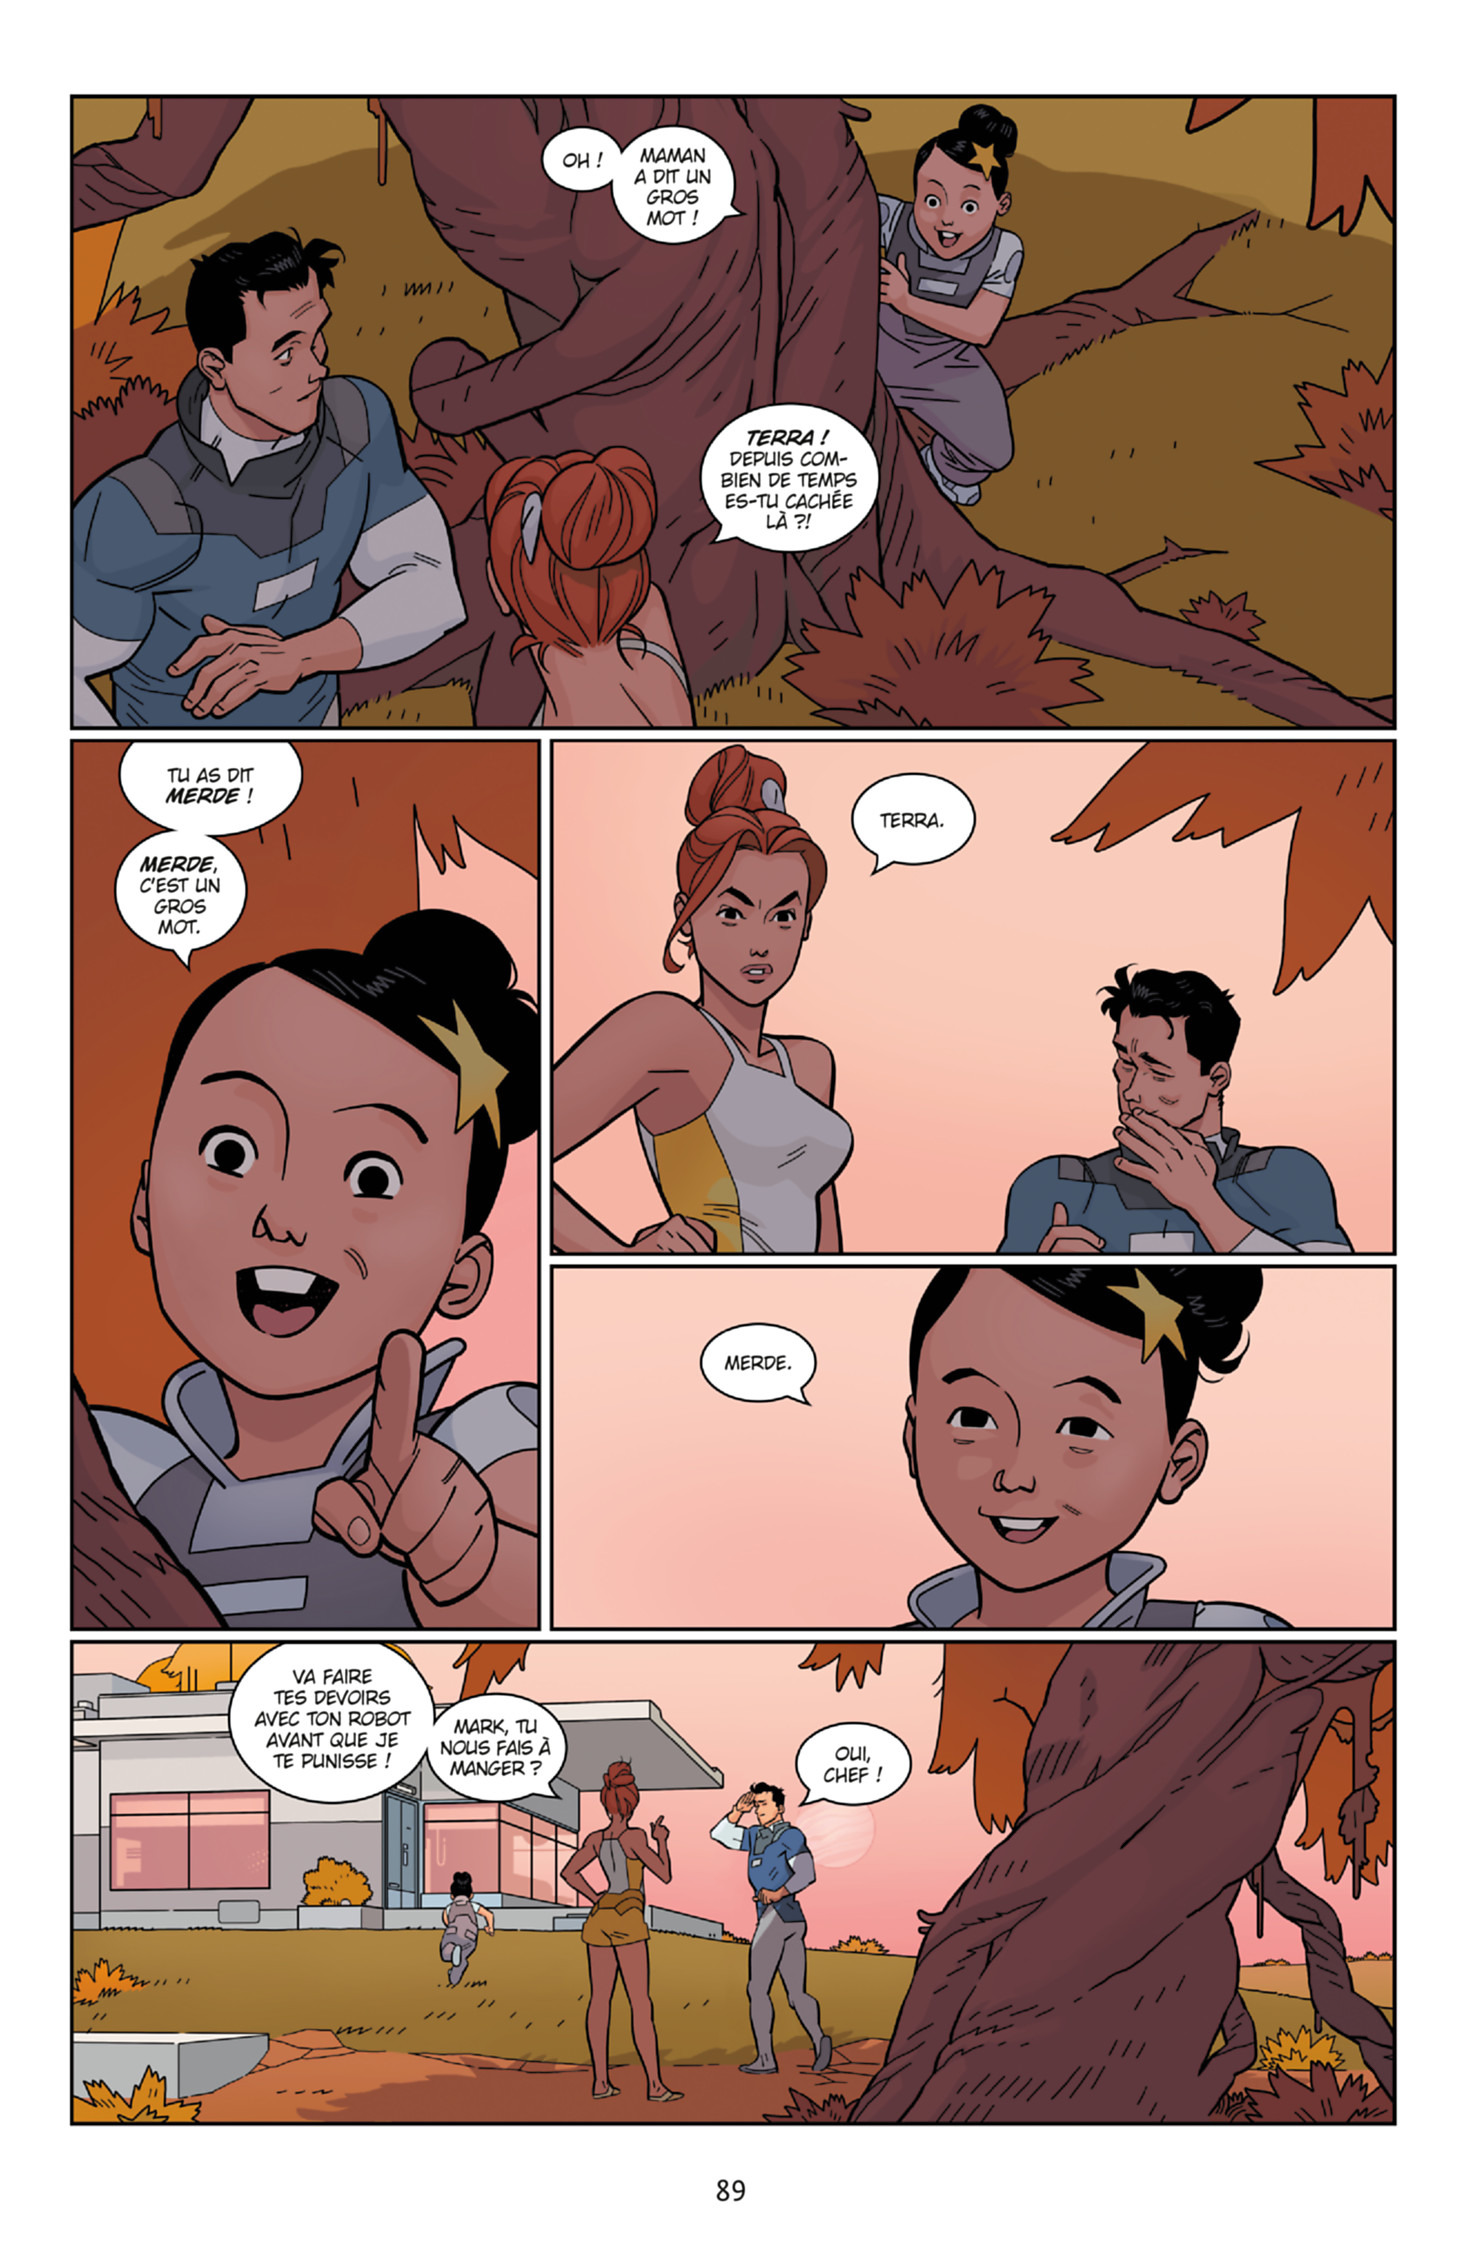 OH !
MAMAN
A DIT UN
GROS
MOT !
TERRA !
DEPUIS COM-
BIEN DE TEMPS
ES-TU CACHÉE
LÀ ?!
TU AS DIT
MERDE !
MERDE,
C'EST UN
GROS
MOT.
TERRA.
MERDE.
VA FAIRE
TES DEVOIRS
AVEC TON ROBOT
AVANT QUE JE
TE PUNISSE !
MARK, TU
NOUS FAIS À
MANGER ?
OUI,
CHEF !
89